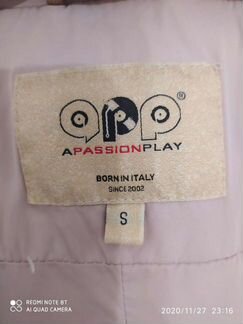 app
APASSIONPLAY
BORN IN ITALY
SINCE 2002
S
REDMI NOTE 8T
AI QUAD CAMERA
2020/11/27 23:16